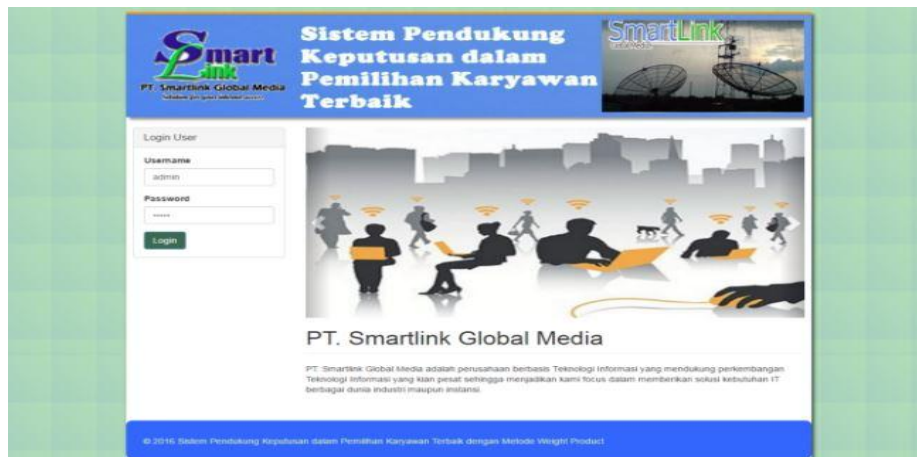 Smart
Link
PT. Smartlink Global Media
Sistem Pendukung
Keputusan dalam
Pemilihan Karyawan
Terbaik
SmartLink
Global Media
Login User
Username
admin
Password
•••••
Login
PT. Smartlink Global Media
PT. Smartlink Global Media adalah perusahaan berbasis Teknologi Informasi yang mendukung perkembangan
Teknologi Informasi yang kian pesat sehingga menjadikan kami focus dalam memberikan solusi kebutuhan IT
berbagai dunia industri maupun instansi.
© 2016 Sistem Pendukung Keputusan dalam Pemilihan Karyawan Terbaik dengan Metode Weight Product